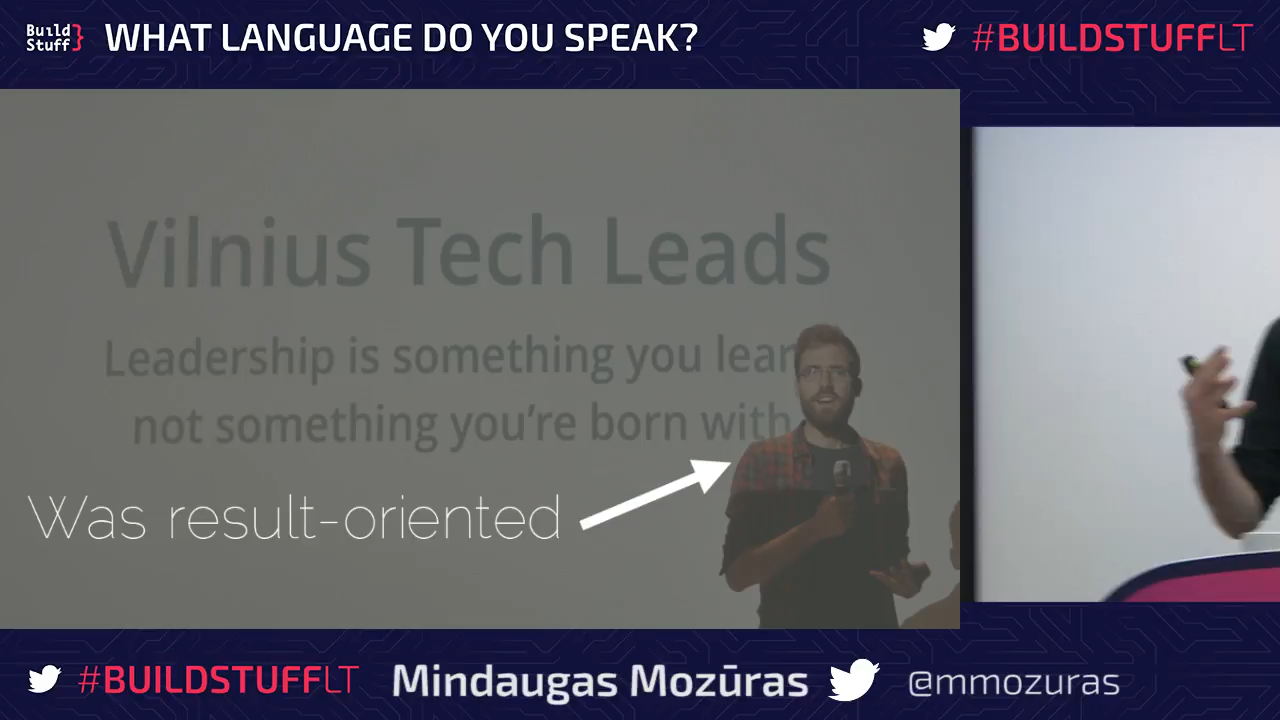 Build Stuff}
WHAT LANGUAGE DO YOU SPEAK?
#BUILDSTUFFLT
Vilnius Tech Leads
Leadership is something you lear
not something you're born with
Was result-oriented
#BUILDSTUFFLT
Mindaugas Mozūras
@mmozuras